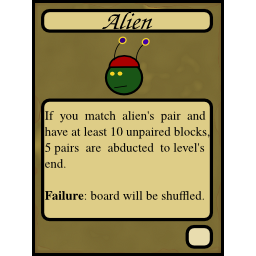 Alien
If you match alien's pair and
have at least 10 unpaired blocks,
5 pairs are abducted to level's
end.
Failure: board will be shuffled.